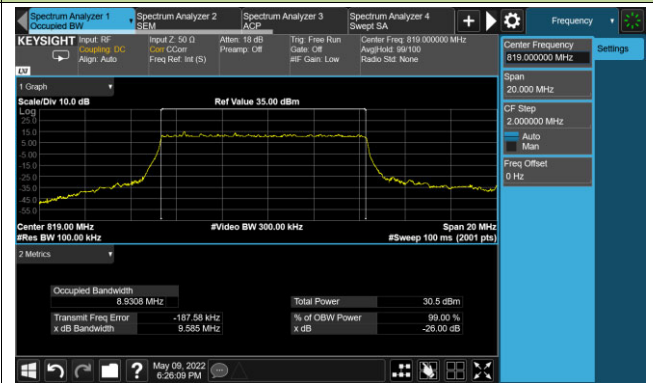 Spectrum Analyzer 1
Occupied BW
Spectrum Analyzer 2
SEM
Spectrum Analyzer 3
ACP
Spectrum Analyzer 4
Swept SA
Frequency
KEYSIGHT
Input: RF
Coupling: DC
Align: Auto
Input Z: 50 Ω
Corr CCorr
Freq Ref: Int (S)
Atten: 18 dB
Preamp: Off
Trig: Free Run
Gate: Off
#IF Gain: Low
Center Freq: 819.000000 MHz
Avg|Hold: 99/100
Radio Std: None
LXI
Center Frequency
819.000000 MHz
Settings
Span
20.000 MHz
CF Step
2.000000 MHz
Auto
Man
Freq Offset
0 Hz
1 Graph
Scale/Div 10.0 dB
Ref Value 35.00 dBm
Log
25.0
15.0
5.00
-5.00
-15.0
-25.0
-35.0
-45.0
-55.0
Center 819.00 MHz
#Video BW 300.00 kHz
Span 20 MHz
#Res BW 100.00 kHz
#Sweep 100 ms (2001 pts)
2 Metrics
Occupied Bandwidth
8.9308 MHz
Total Power
30.5 dBm
Transmit Freq Error
-187.58 kHz
% of OBW Power
99.00 %
x dB Bandwidth
9.585 MHz
x dB
-26.00 dB
?
May 09, 2022
6:26:09 PM